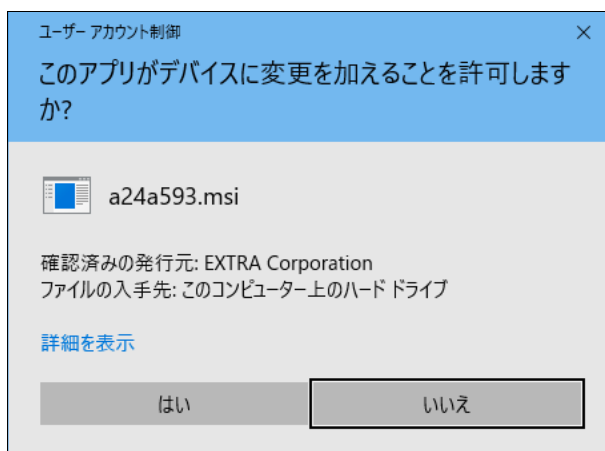 ユーザー アカウント制御
このアプリがデバイスに変更を加えることを許可します
か?
a24a593.msi
確認済みの発行元: EXTRA Corporation
ファイルの入手先: このコンピューター上のハード ドライブ
詳細を表示
はい
いいえ